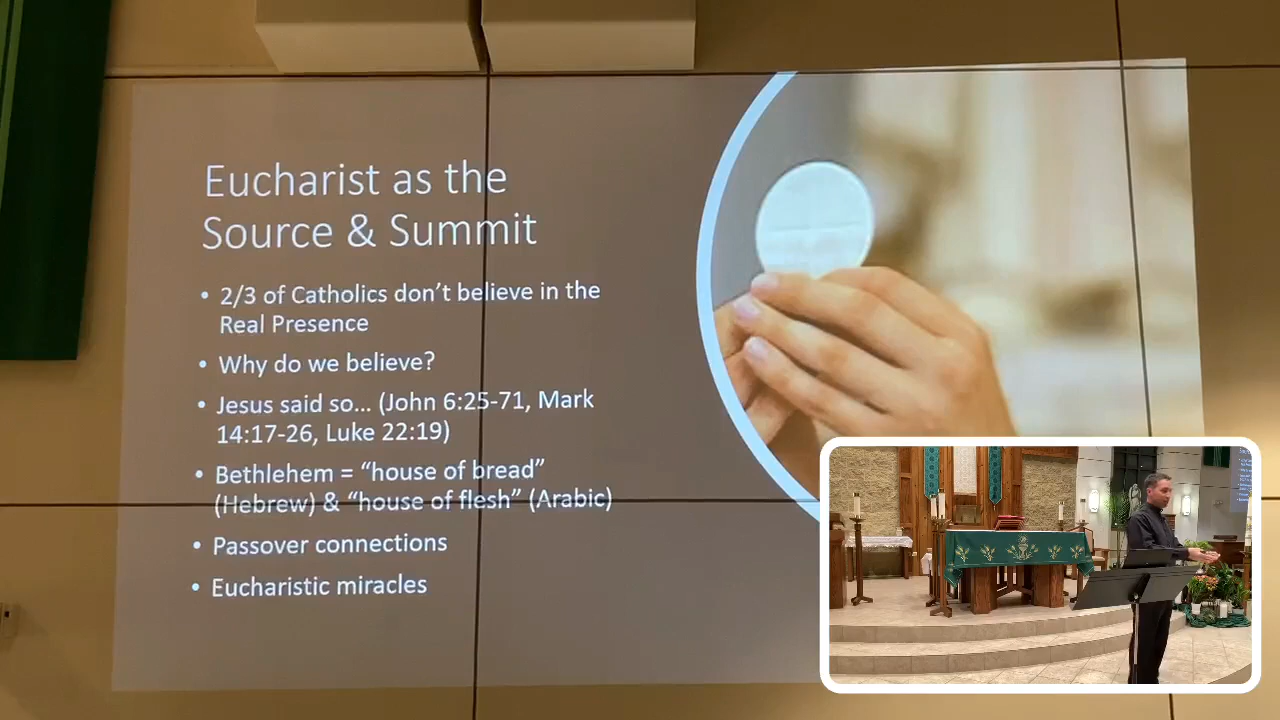 Eucharist as the
Source & Summit
• 2/3 of Catholics don't believe in the
Real Presence
• Why do we believe?
• Jesus said so... (John 6:25-71, Mark
14:17-26, Luke 22:19)
• Bethlehem = “house of bread”
(Hebrew) & “house of flesh” (Arabic)
• Passover connections
• Eucharistic miracles